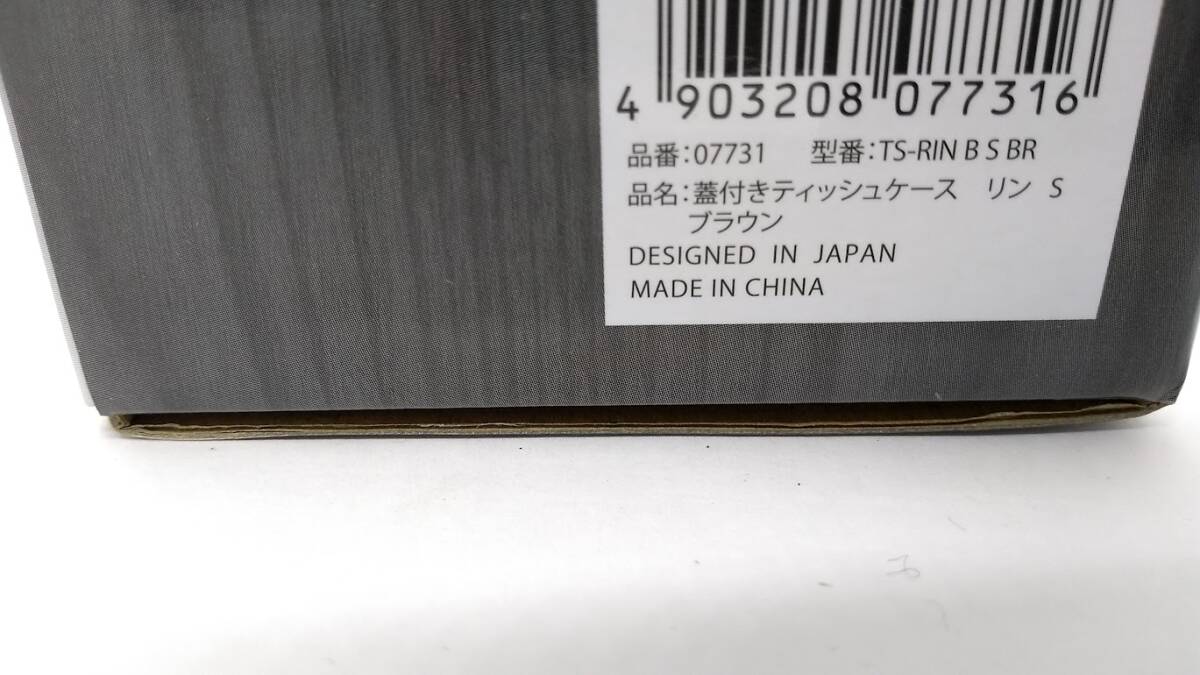 4 903208 077316
品番：07731　型番：TS-RIN B S BR
品名：蓋付きティッシュケース　リン　S
ブラウン
DESIGNED IN JAPAN
MADE IN CHINA